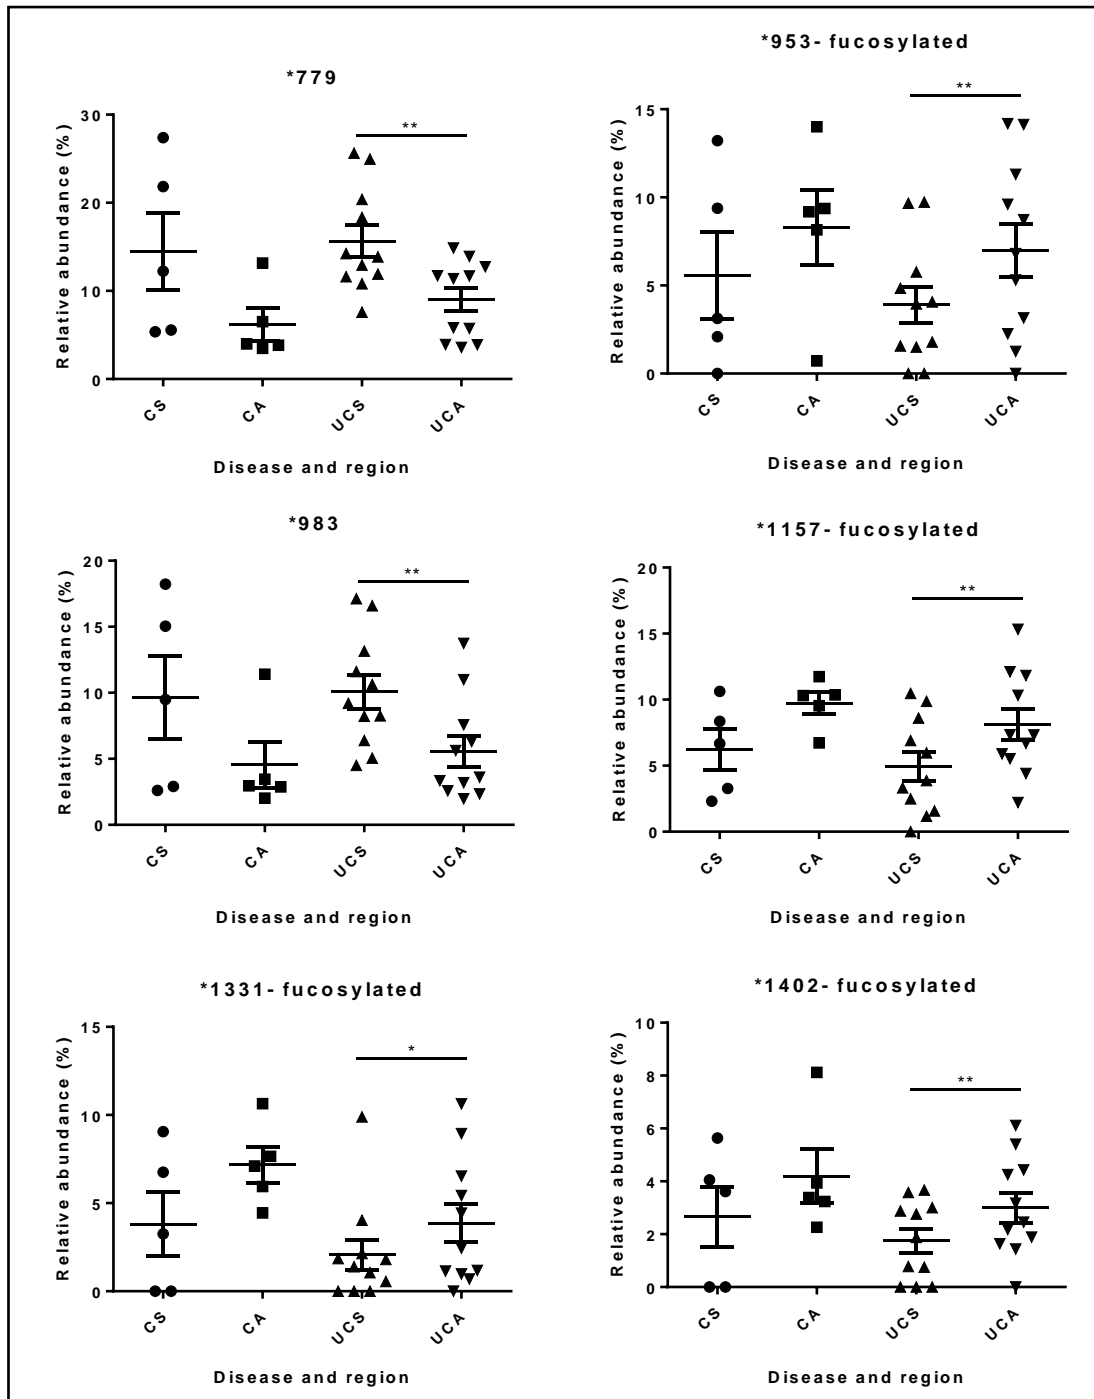 *779
Relative abundance (%)
30
20
10
0
**
CS
CA
UCS
UCA
Disease and region
*953- fucosylated
Relative abundance (%)
15
10
5
0
**
CS
CA
UCS
UCA
Disease and region
*983
Relative abundance (%)
20
15
10
5
0
**
CS
CA
UCS
UCA
Disease and region
*1157- fucosylated
Relative abundance (%)
20
15
10
5
0
**
CS
CA
UCS
UCA
Disease and region
*1331- fucosylated
Relative abundance (%)
15
10
5
0
*
CS
CA
UCS
UCA
Disease and region
*1402- fucosylated
Relative abundance (%)
10
8
6
4
2
0
**
CS
CA
UCS
UCA
Disease and region